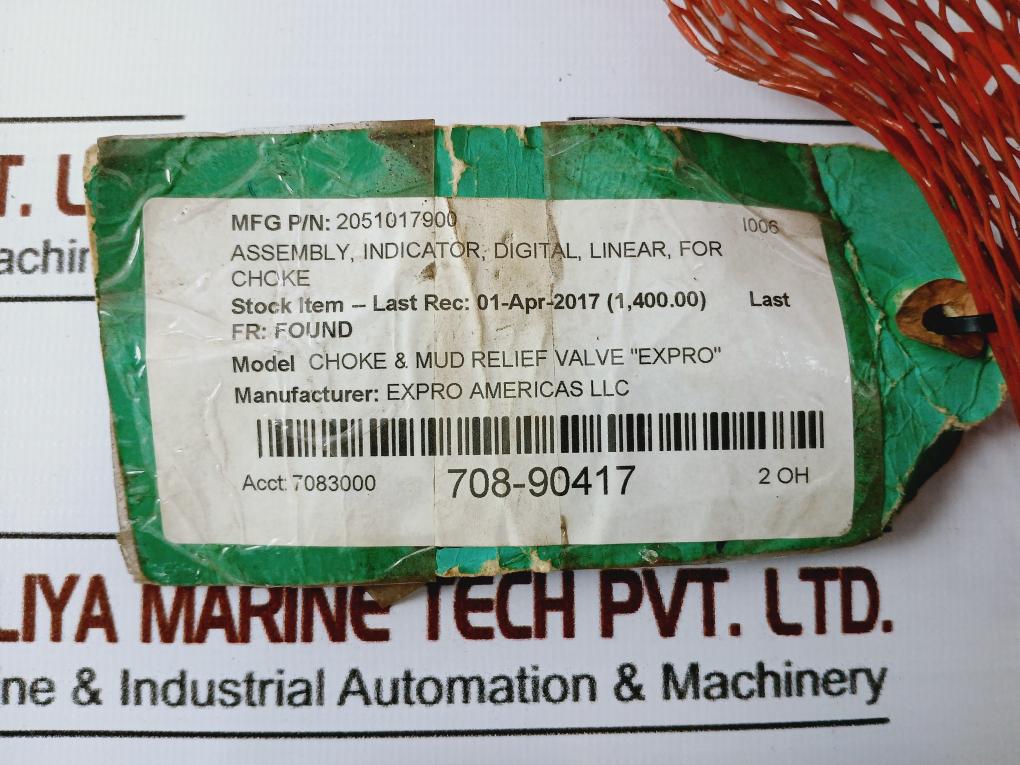 T. L
achin
MFG P/N: 2051017900
I006
ASSEMBLY, INDICATOR, DIGITAL, LINEAR, FOR
CHOKE
Stock Item -- Last Rec: 01-Apr-2017 (1,400.00) Last
FR: FOUND
Model CHOKE & MUD RELIEF VALVE "EXPRO"
Manufacturer: EXPRO AMERICAS LLC
Acct: 7083000 708-90417 2 OH
LIYA MARINE TECH PVT. LTD.
ne & Industrial Automation & Machinery